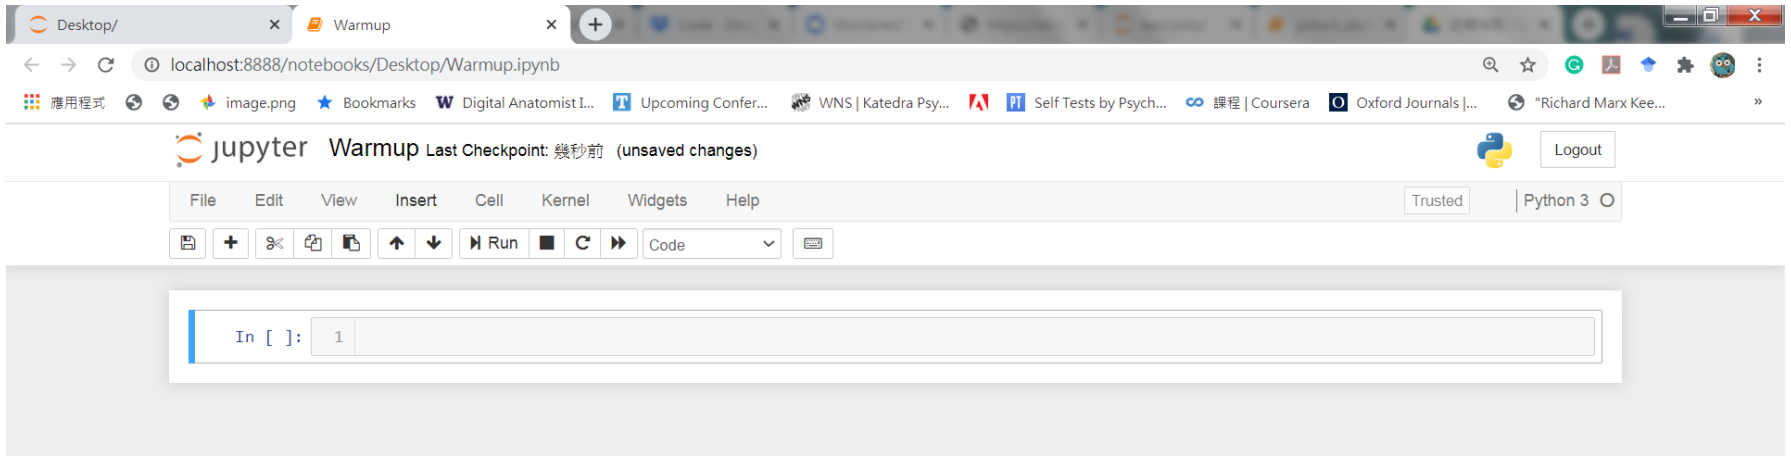 Desktop/ Warmup
localhost:8888/notebooks/Desktop/Warmup.ipynb
應用程式 image.png Bookmarks W Digital Anatomist I... T Upcoming Confer... WNS | Katedra Psy... PT Self Tests by Psych... 課程 | Coursera O Oxford Journals |... "Richard Marx Kee... »
jupyter Warmup Last Checkpoint: 幾秒前 (unsaved changes) Logout
File Edit View Insert Cell Kernel Widgets Help Trusted Python 3
Run Code
In [ ]: 1